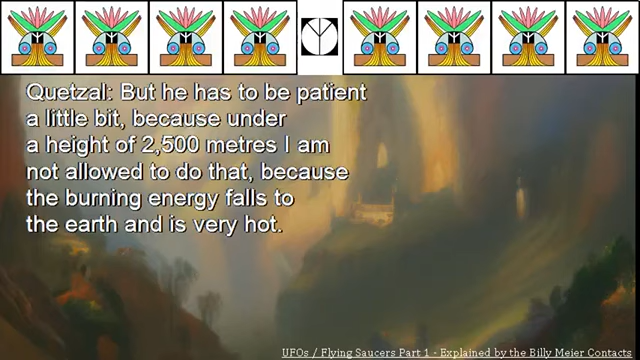 Quetzal: But he has to be patient
a little bit, because under
a height of 2,500 metres I am
not allowed to do that, because
the burning energy falls to
the earth and is very hot.
UFOs / Flying Saucers Part 1 - Explained by the Billy Meier Contacts